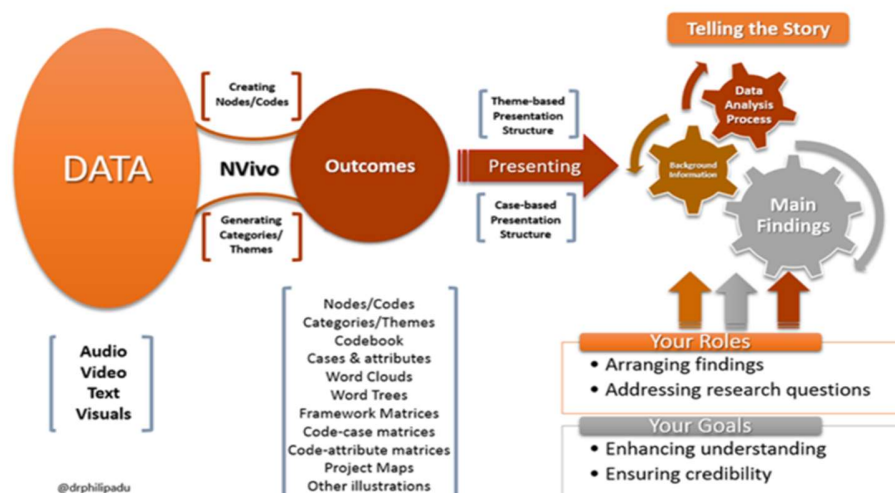 Telling the Story
Creating
Nodes/Codes
DATA
NVivo
Generating
Categories/
Themes
Outcomes
Theme-based
Presentation
Structure
Presenting
Case-based
Presentation
Structure
Data
Analysis
Process
Background
Information
Main
Findings
Audio
Video
Text
Visuals
Nodes/Codes
Categories/Themes
Codebook
Cases & attributes
Word Clouds
Word Trees
Framework Matrices
Code-case matrices
Code-attribute matrices
Project Maps
Other illustrations
Your Roles
• Arranging findings
• Addressing research questions
Your Goals
• Enhancing understanding
• Ensuring credibility
@drphilipadu